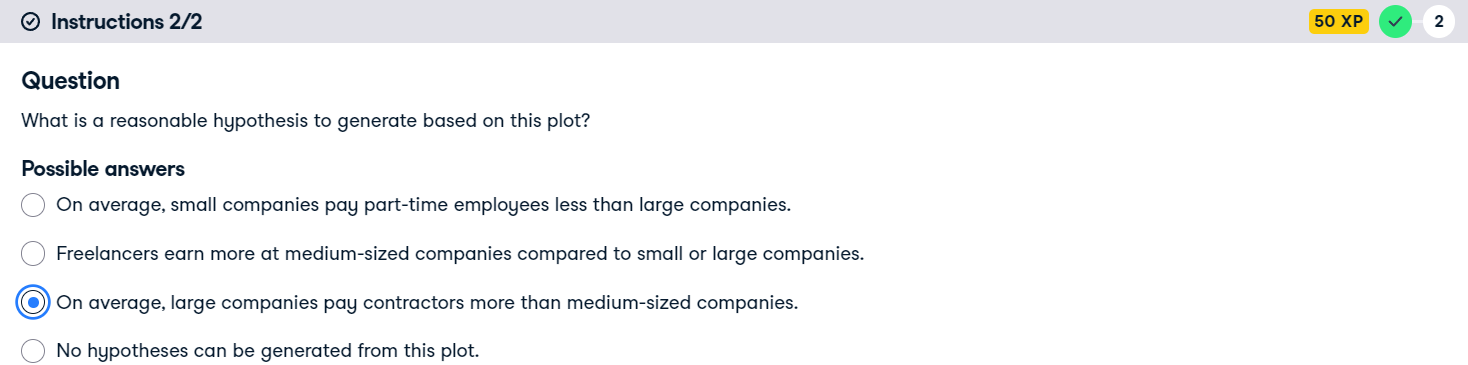 Instructions 2/2
50 XP
2
Question
What is a reasonable hypothesis to generate based on this plot?
Possible answers
On average, small companies pay part-time employees less than large companies.
Freelancers earn more at medium-sized companies compared to small or large companies.
On average, large companies pay contractors more than medium-sized companies.
No hypotheses can be generated from this plot.